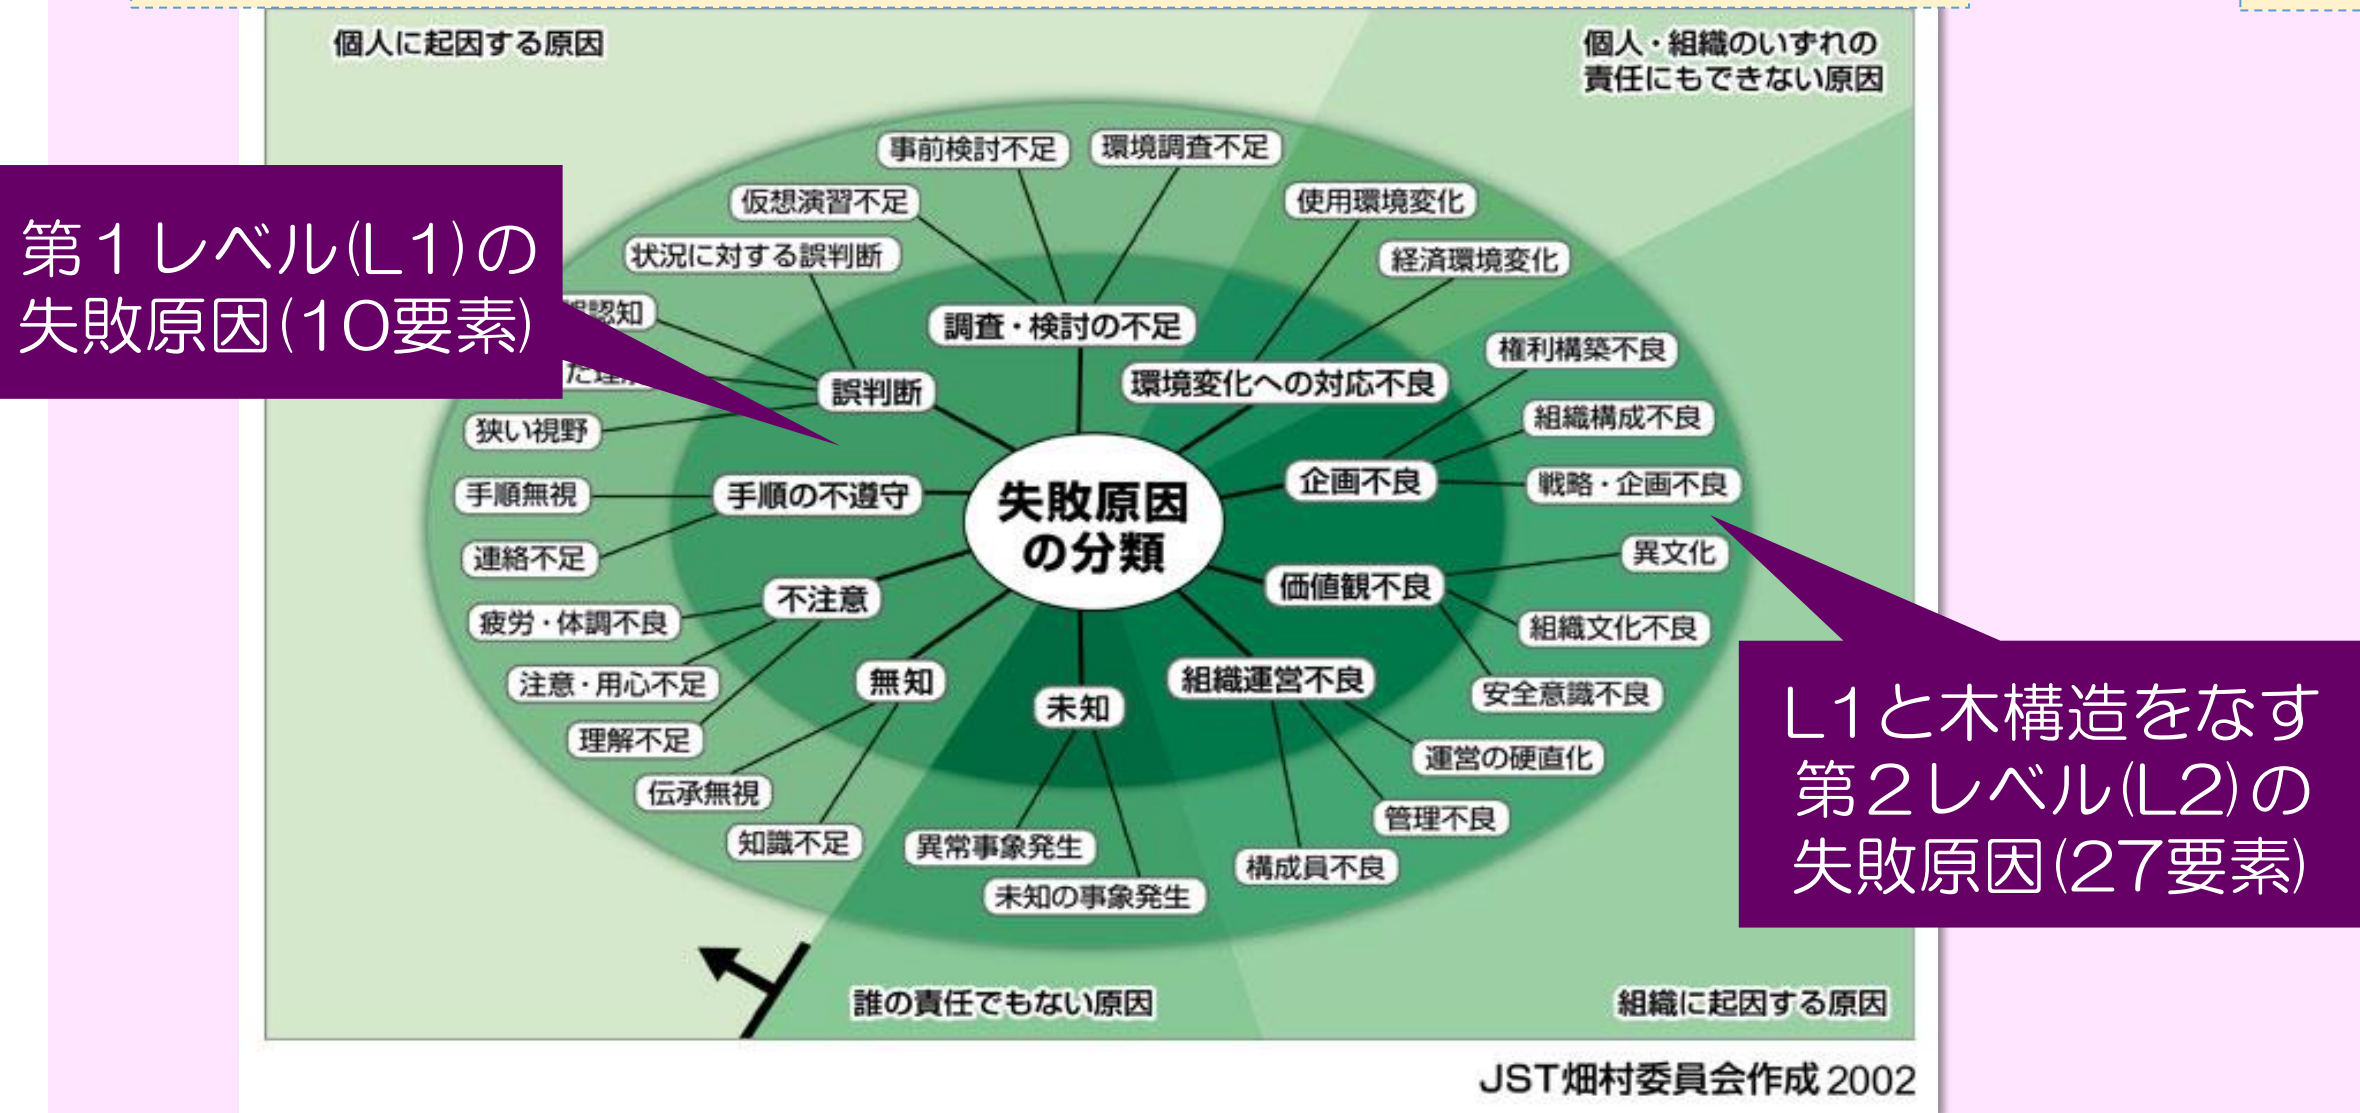 個人に起因する原因
個人・組織のいずれの
責任にもできない原因
事前検討不足
環境調査不足
仮想演習不足
使用環境変化
状況に対する誤判断
経済環境変化
第1レベル(L1)の
失敗原因(10要素)
認知
調査・検討の不足
権利構築不良
誤判断
環境変化への対応不良
狭い視野
組織構成不良
手順無視
手順の不遵守
失敗原因
の分類
企画不良
戦略・企画不良
連絡不足
異文化
不注意
価値観不良
疲労・体調不良
組織文化不良
注意・用心不足
無知
未知
組織運営不良
安全意識不良
理解不足
運営の硬直化
伝承無視
管理不良
知識不足
異常事象発生
構成員不良
未知の事象発生
L1と木構造をなす
第2レベル(L2)の
失敗原因(27要素)
誰の責任でもない原因
組織に起因する原因
JST畑村委員会作成2002